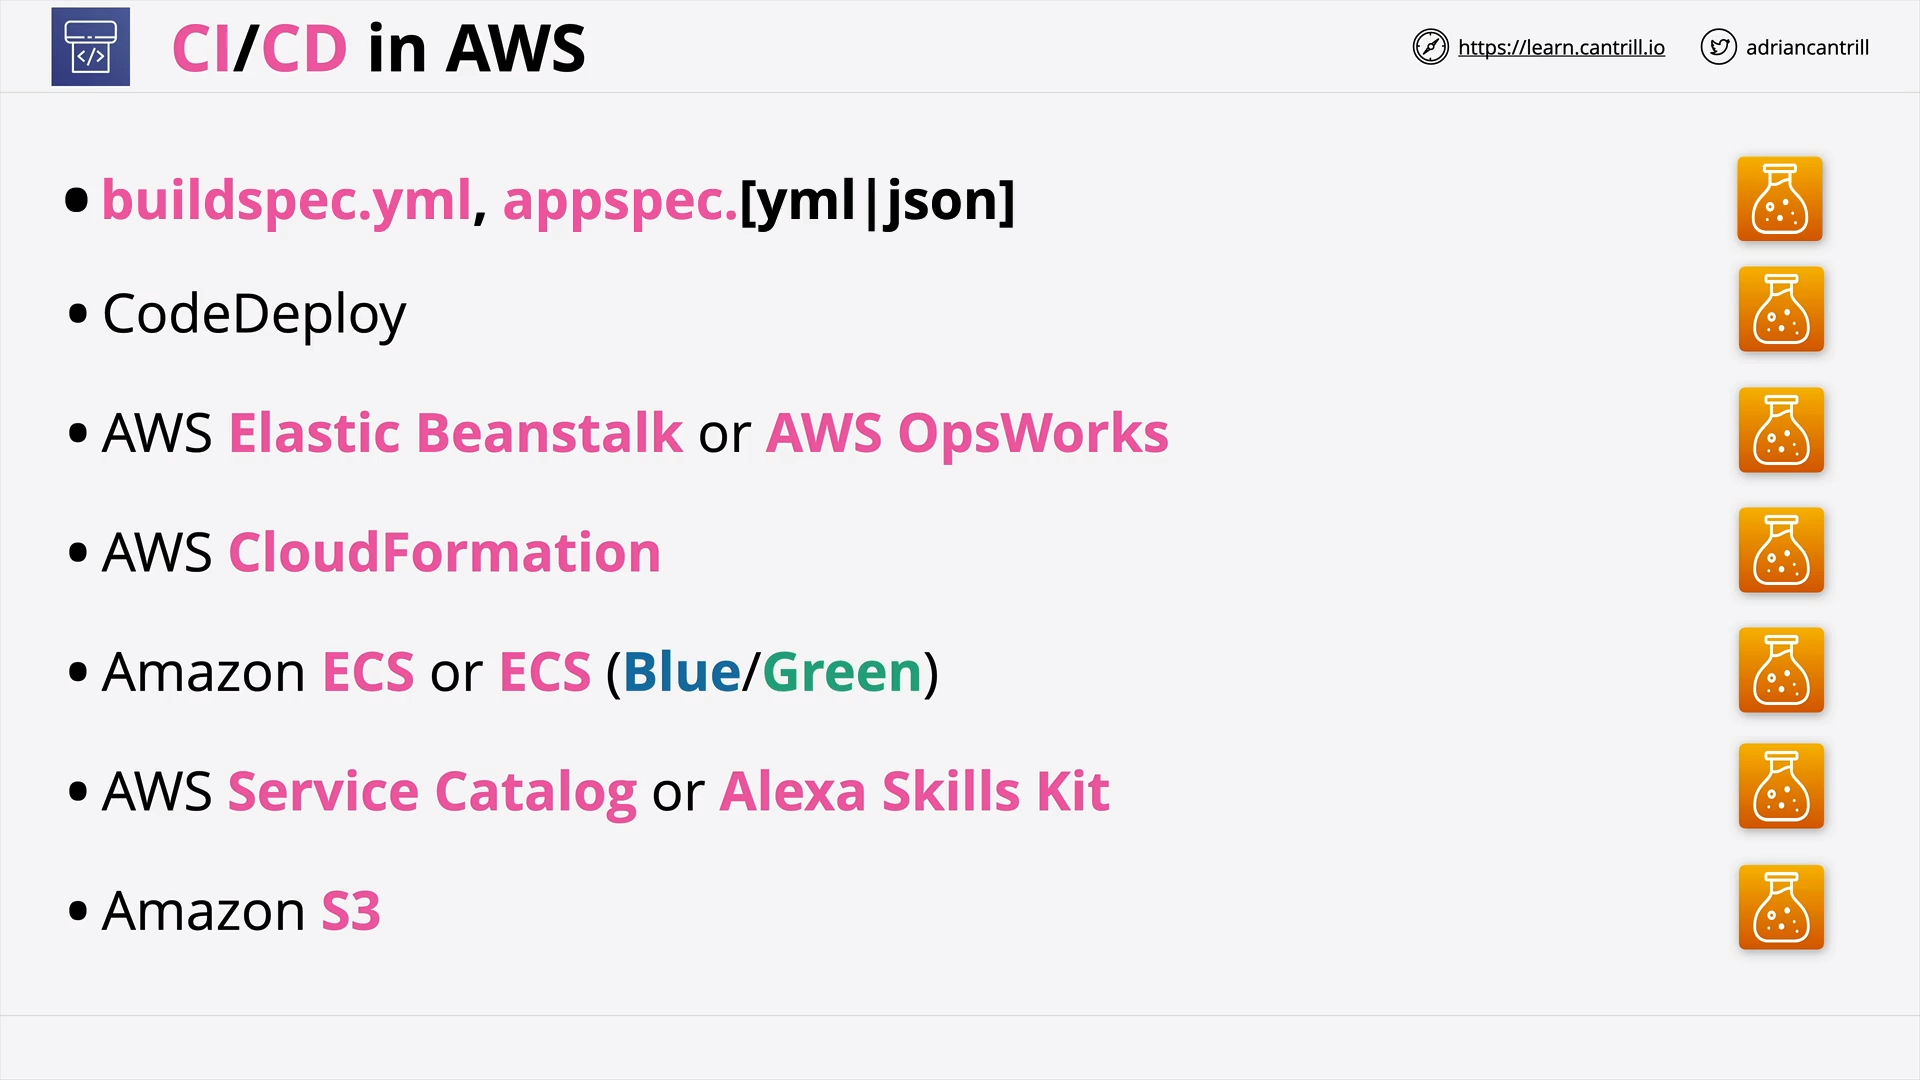 CI/CD in AWS
https://learn.cantrill.io
adriancantrill
• buildspec.yml, appspec.[yml|json]
• CodeDeploy
• AWS Elastic Beanstalk or AWS OpsWorks
• AWS CloudFormation
• Amazon ECS or ECS (Blue/Green)
• AWS Service Catalog or Alexa Skills Kit
• Amazon S3